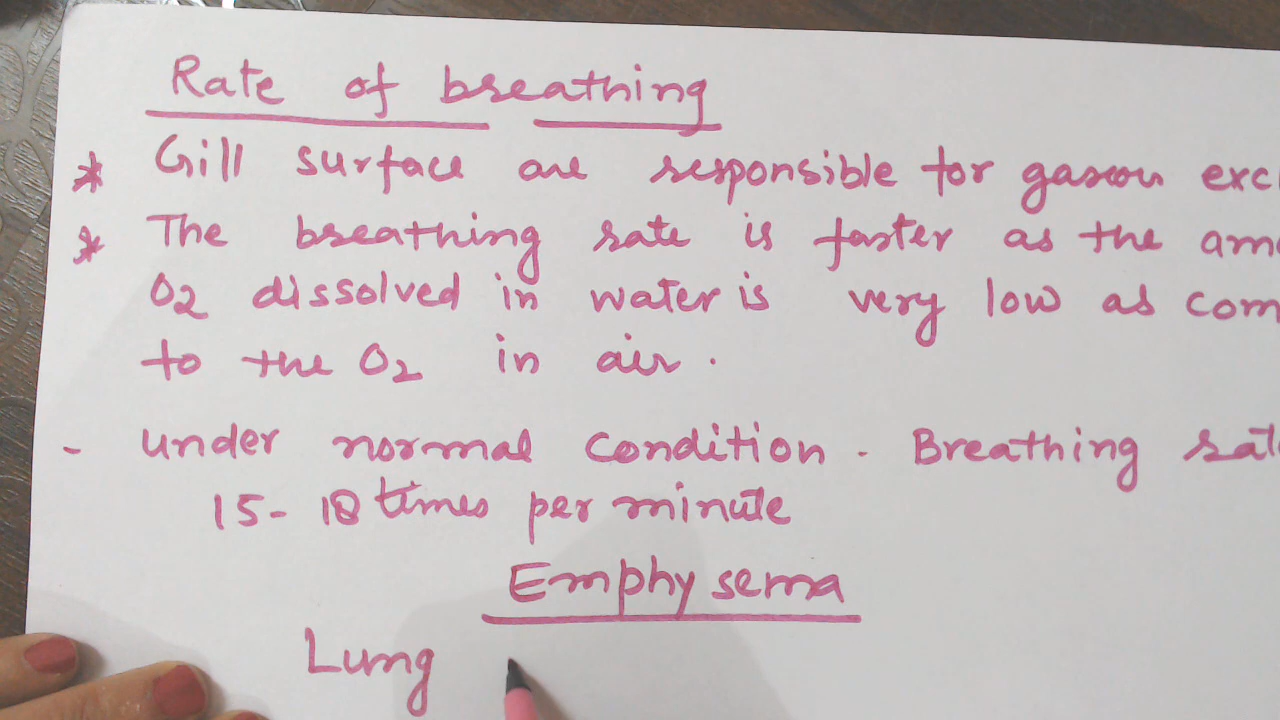 Rate of breathing
* Gill surface are responsible for gaseou exc
* The breathing rate is faster as the amo
O2 dissolved in water is very low as com
to the O2 in air.
- under normal condition. Breathing rate
15-18 times per minute
Emphysema
Lung